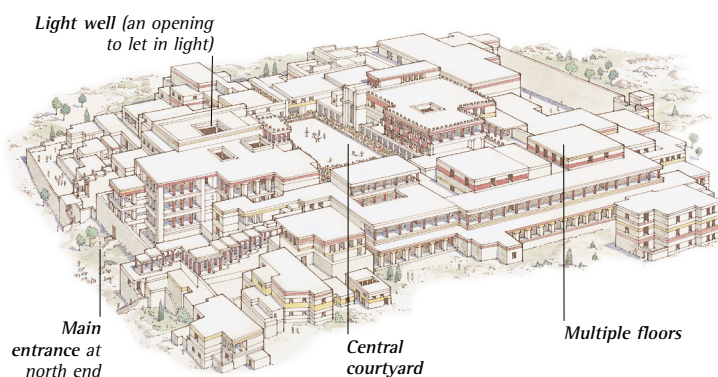 Light well (an opening
to let in light)
Main
entrance at
north end
Central
courtyard
Multiple floors